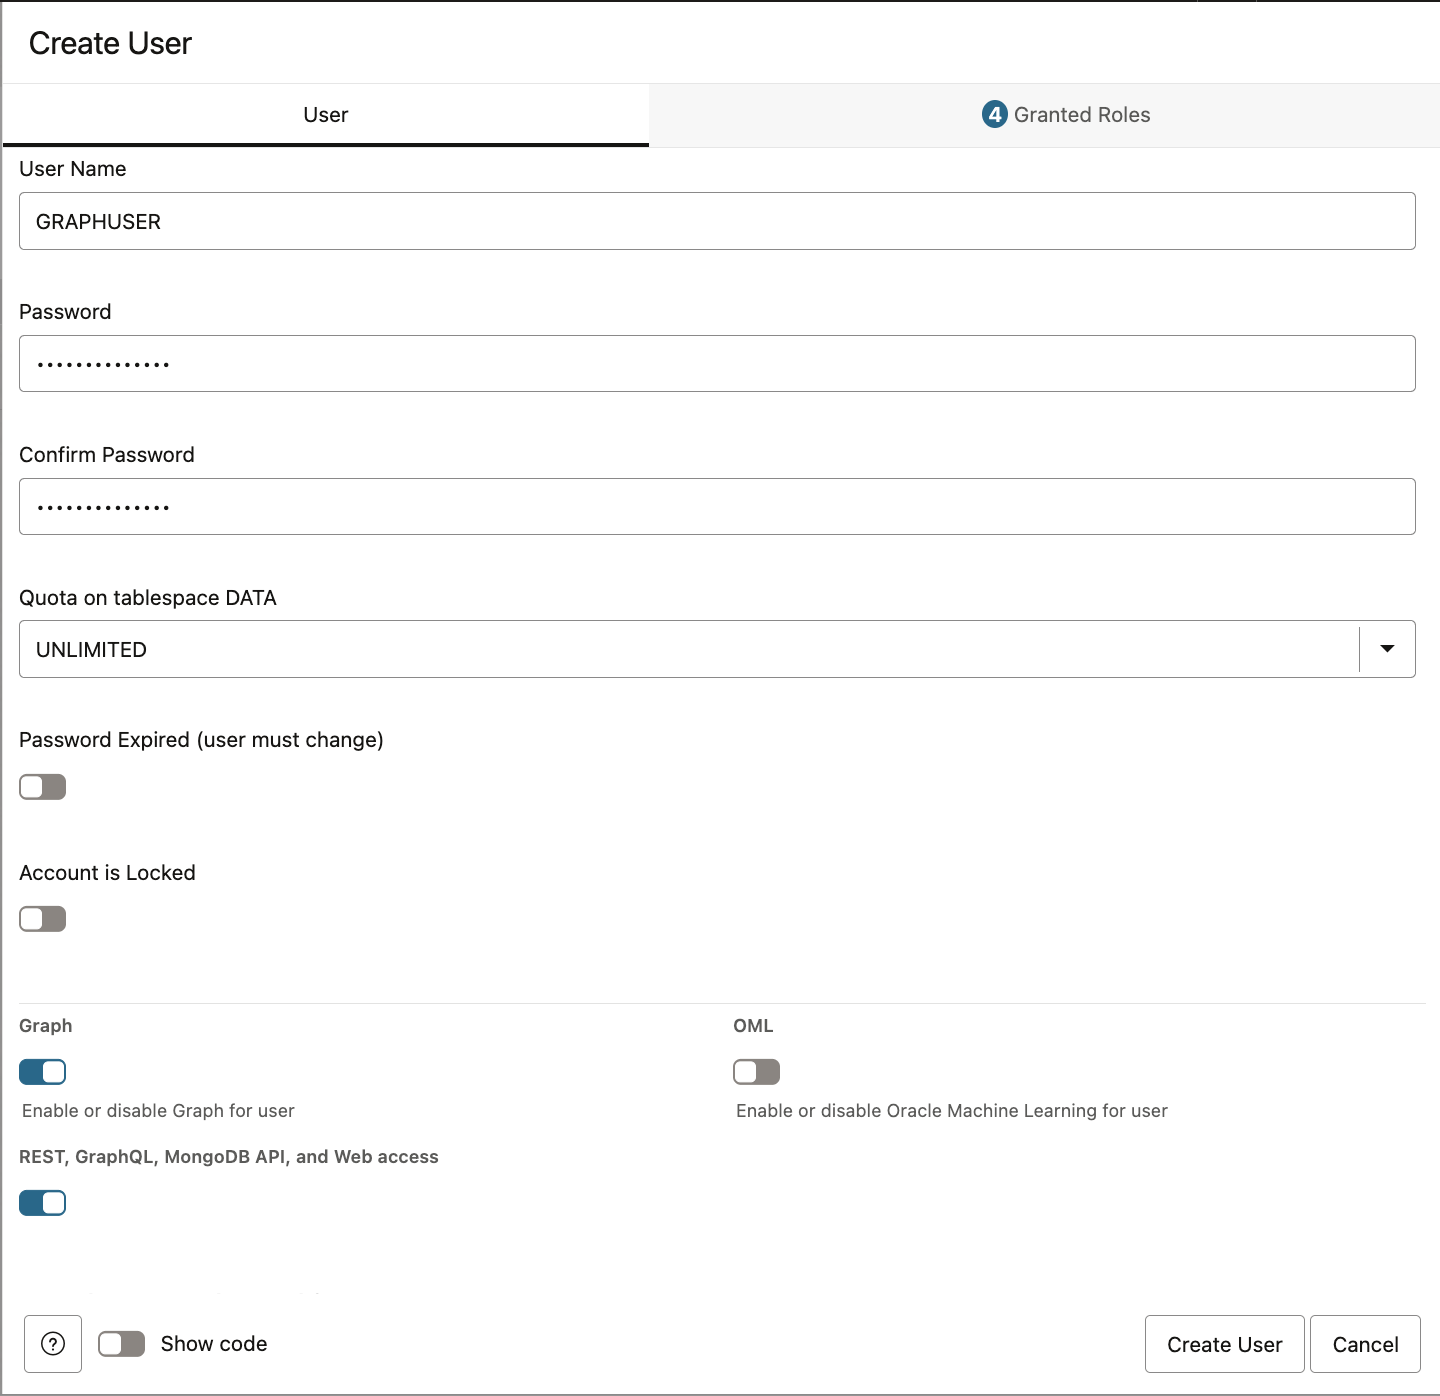 Create User
User
4 Granted Roles
User Name
GRAPHUSER
Password
••••••••••••••
Confirm Password
••••••••••••••
Quota on tablespace DATA
UNLIMITED
Password Expired (user must change)
Account is Locked
Graph
OML
Enable or disable Graph for user
Enable or disable Oracle Machine Learning for user
REST, GraphQL, MongoDB API, and Web access
?
Show code
Create User
Cancel